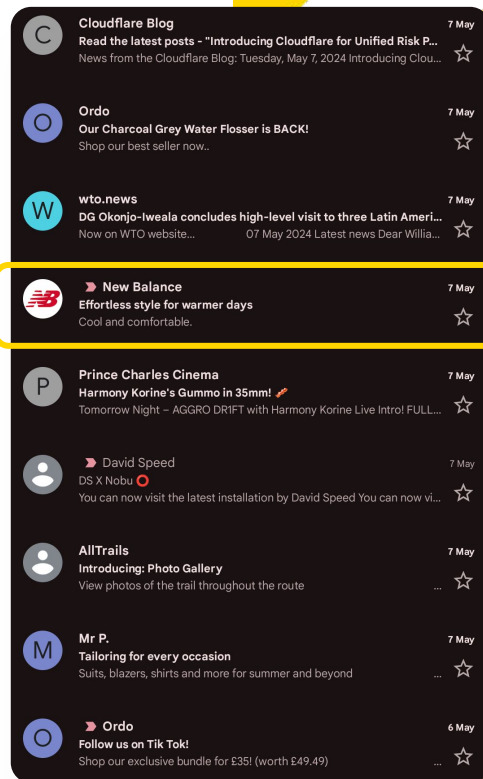 C
Cloudflare Blog
7 May
Read the latest posts - "Introducing Cloudflare for Unified Risk P...
News from the Cloudflare Blog: Tuesday, May 7, 2024 Introducing Clou...
O
Ordo
7 May
Our Charcoal Grey Water Flosser is BACK!
Shop our best seller now..
W
wto.news
7 May
DG Okonjo-Iweala concludes high-level visit to three Latin Ameri...
Now on WTO website... 07 May 2024 Latest news Dear Willia...
NB
New Balance
7 May
Effortless style for warmer days
Cool and comfortable.
P
Prince Charles Cinema
7 May
Harmony Korine's Gummo in 35mm! 🥓
Tomorrow Night – AGGRO DR1FT with Harmony Korine Live Intro! FULL...
David Speed
7 May
DS X Nobu ⭕
You can now visit the latest installation by David Speed You can now vi...
AllTrails
7 May
Introducing: Photo Gallery
View photos of the trail throughout the route ...
M
Mr P.
7 May
Tailoring for every occasion
Suits, blazers, shirts and more for summer and beyond ...
O
Ordo
6 May
Follow us on Tik Tok!
Shop our exclusive bundle for £35! (worth £49.49) ...